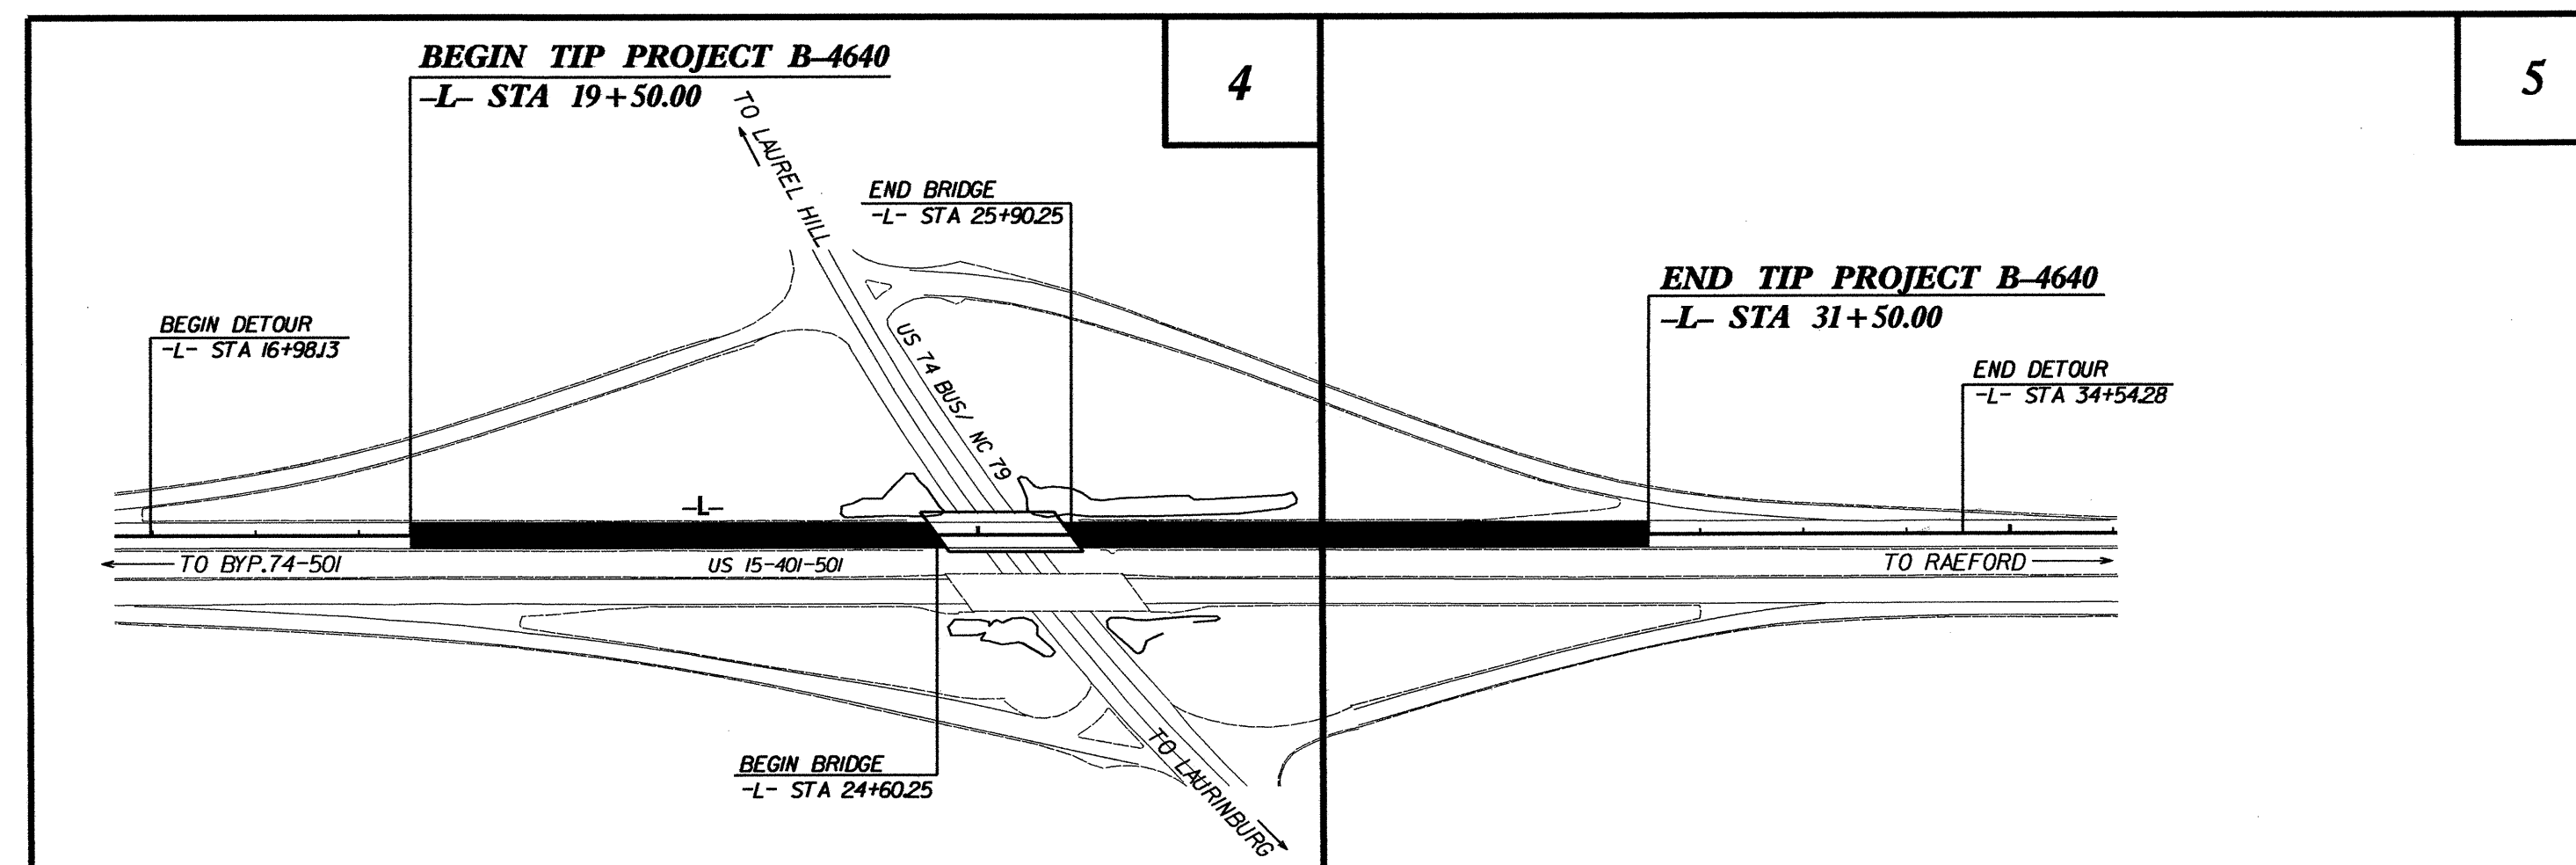 BEGIN TIP PROJECT B-4640
-L- STA 19+50.00
4
5
TO LAUREL HILL
END BRIDGE
-L- STA 25+90.25
END TIP PROJECT B-4640
-L- STA 31+50.00
BEGIN DETOUR
-L- STA 16+98.13
END DETOUR
-L- STA 34+54.28
US 74 BUS/ NC 79
-L-
TO BYP.74-501
US 15-401-501
TO RAEFORD
BEGIN BRIDGE
-L- STA 24+60.25
TO LAURINBURG